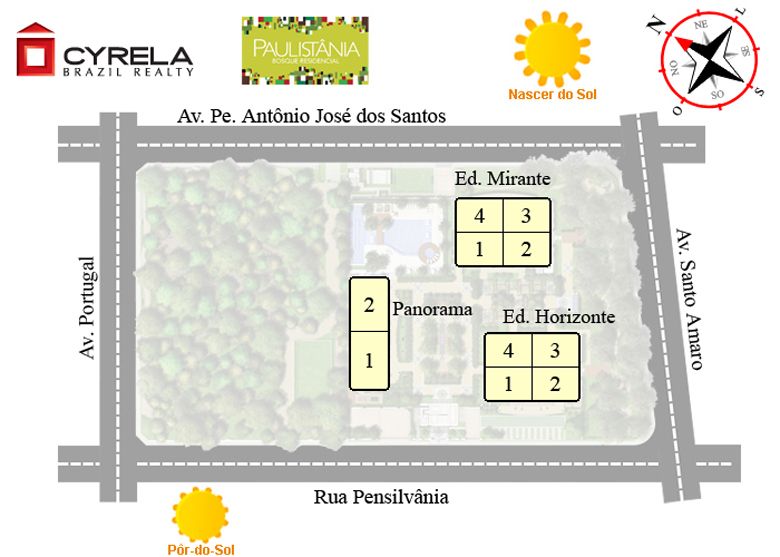 CYRELA
BRAZIL REALTY
PAULISTÂNIA
BOSQUE RESIDENCIAL
Nascer do Sol
N
NE
L
SE
S
SO
O
NO
Av. Pe. Antônio José dos Santos
Ed. Mirante
4 3
1 2
Av. Portugal
Av. Santo Amaro
2
Panorama
1
Ed. Horizonte
4 3
1 2
Rua Pensilvânia
Pôr-do-Sol